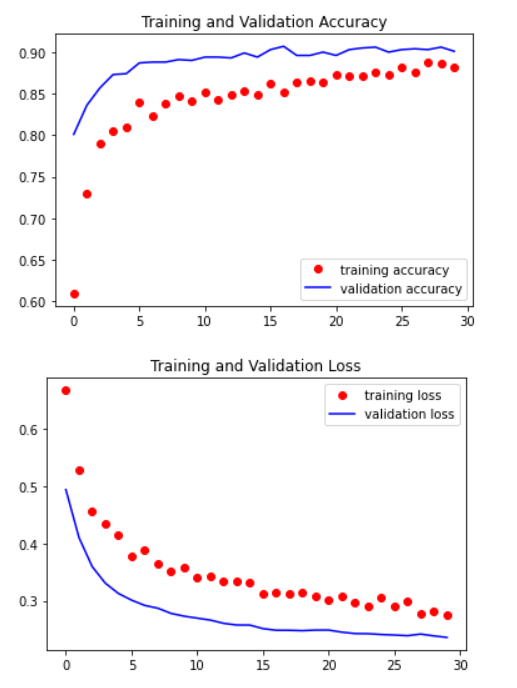 Training and Validation Accuracy
0.90
0.85
0.80
0.75
0.70
0.65
0.60
training accuracy
validation accuracy
0 5 10 15 20 25 30
Training and Validation Loss
training loss
validation loss
0.6
0.5
0.4
0.3
0 5 10 15 20 25 30